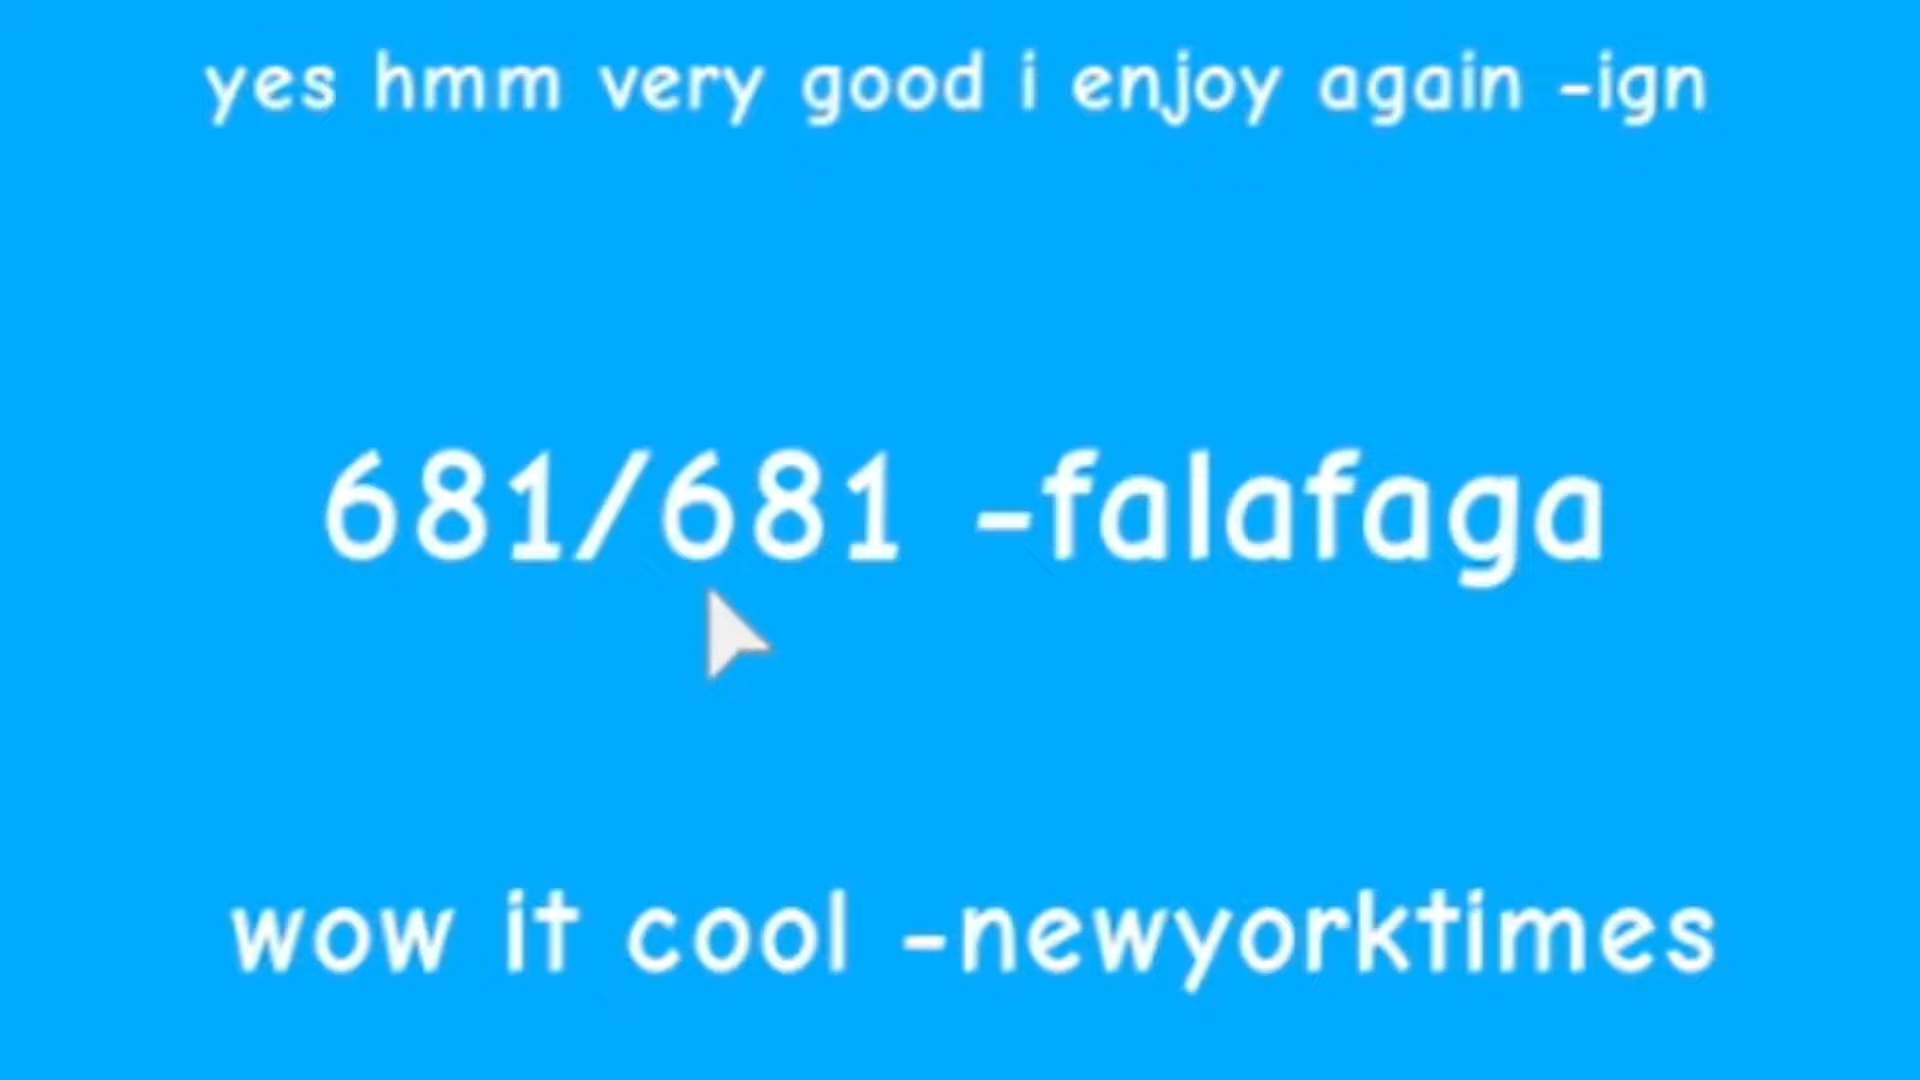 yes hmm very good i enjoy again -ign
681/681 -falafaga
wow it cool -newyorktimes